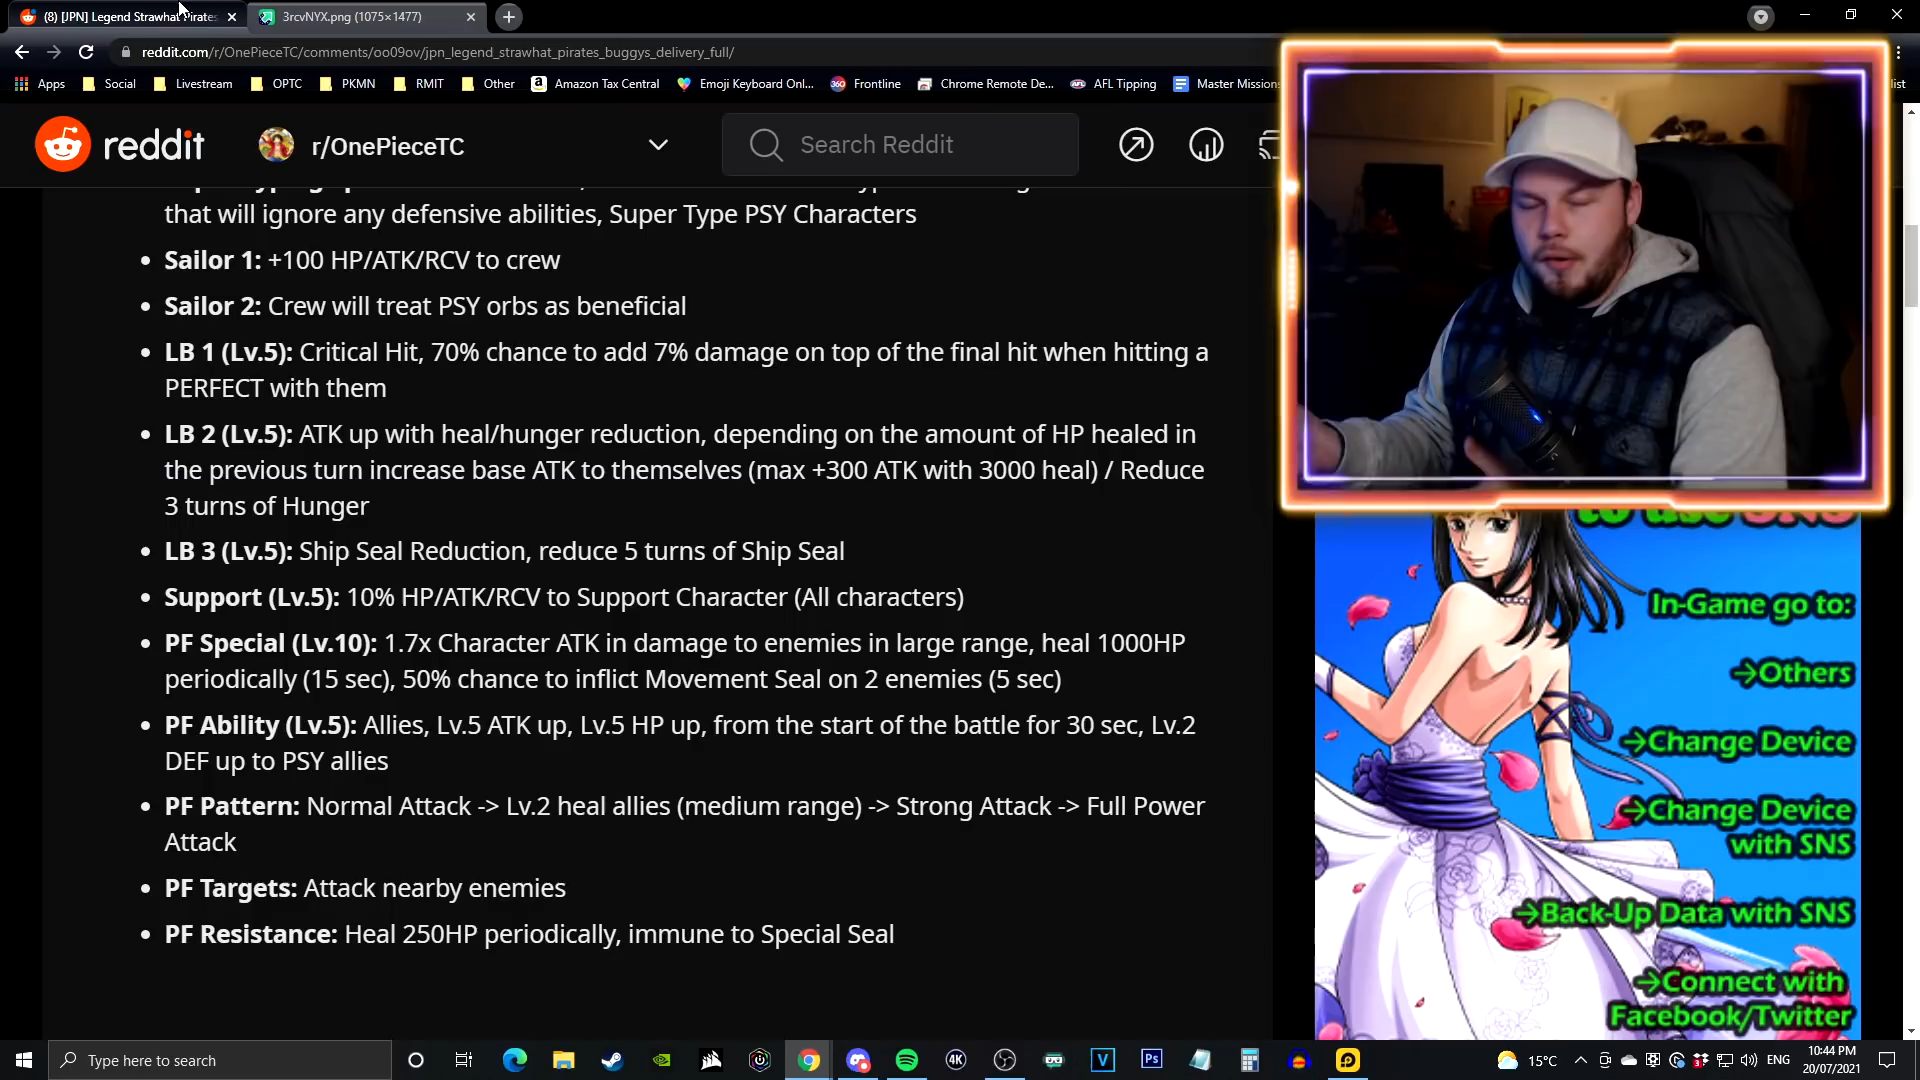 (8) [JPN] Legend Strawhat Pirates
3rcvNYX.png (1075×1477)
reddit.com/r/OnePieceTC/comments/oo09ov/jpn_legend_strawhat_pirates_buggys_delivery_full/
Apps Social Livestream OPTC PKMN RMIT Other Amazon Tax Central Emoji Keyboard Onl... Frontline Chrome Remote De... AFL Tipping Master Missions list
reddit r/OnePieceTC Search Reddit
that will ignore any defensive abilities, Super Type PSY Characters
• Sailor 1: +100 HP/ATK/RCV to crew
• Sailor 2: Crew will treat PSY orbs as beneficial
• LB 1 (Lv.5): Critical Hit, 70% chance to add 7% damage on top of the final hit when hitting a
PERFECT with them
• LB 2 (Lv.5): ATK up with heal/hunger reduction, depending on the amount of HP healed in
the previous turn increase base ATK to themselves (max +300 ATK with 3000 heal) / Reduce
3 turns of Hunger
• LB 3 (Lv.5): Ship Seal Reduction, reduce 5 turns of Ship Seal
• Support (Lv.5): 10% HP/ATK/RCV to Support Character (All characters)
• PF Special (Lv.10): 1.7x Character ATK in damage to enemies in large range, heal 1000HP
periodically (15 sec), 50% chance to inflict Movement Seal on 2 enemies (5 sec)
• PF Ability (Lv.5): Allies, Lv.5 ATK up, Lv.5 HP up, from the start of the battle for 30 sec, Lv.2
DEF up to PSY allies
• PF Pattern: Normal Attack -> Lv.2 heal allies (medium range) -> Strong Attack -> Full Power
Attack
• PF Targets: Attack nearby enemies
• PF Resistance: Heal 250HP periodically, immune to Special Seal
to use SNS
In-Game go to:
→Others
→Change Device
→Change Device
with SNS
→Back-Up Data with SNS
→Connect with
Facebook/Twitter
Type here to search
4K
V
Ps
15°C
ENG
10:44 PM
20/07/2021